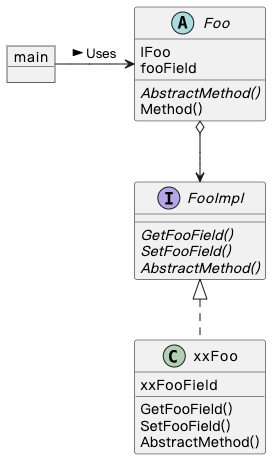 A Foo
IFoo
fooField
AbstractMethod()
Method()
main
Uses
I FooImpl
GetFooField()
SetFooField()
AbstractMethod()
C xxFoo
xxFooField
GetFooField()
SetFooField()
AbstractMethod()